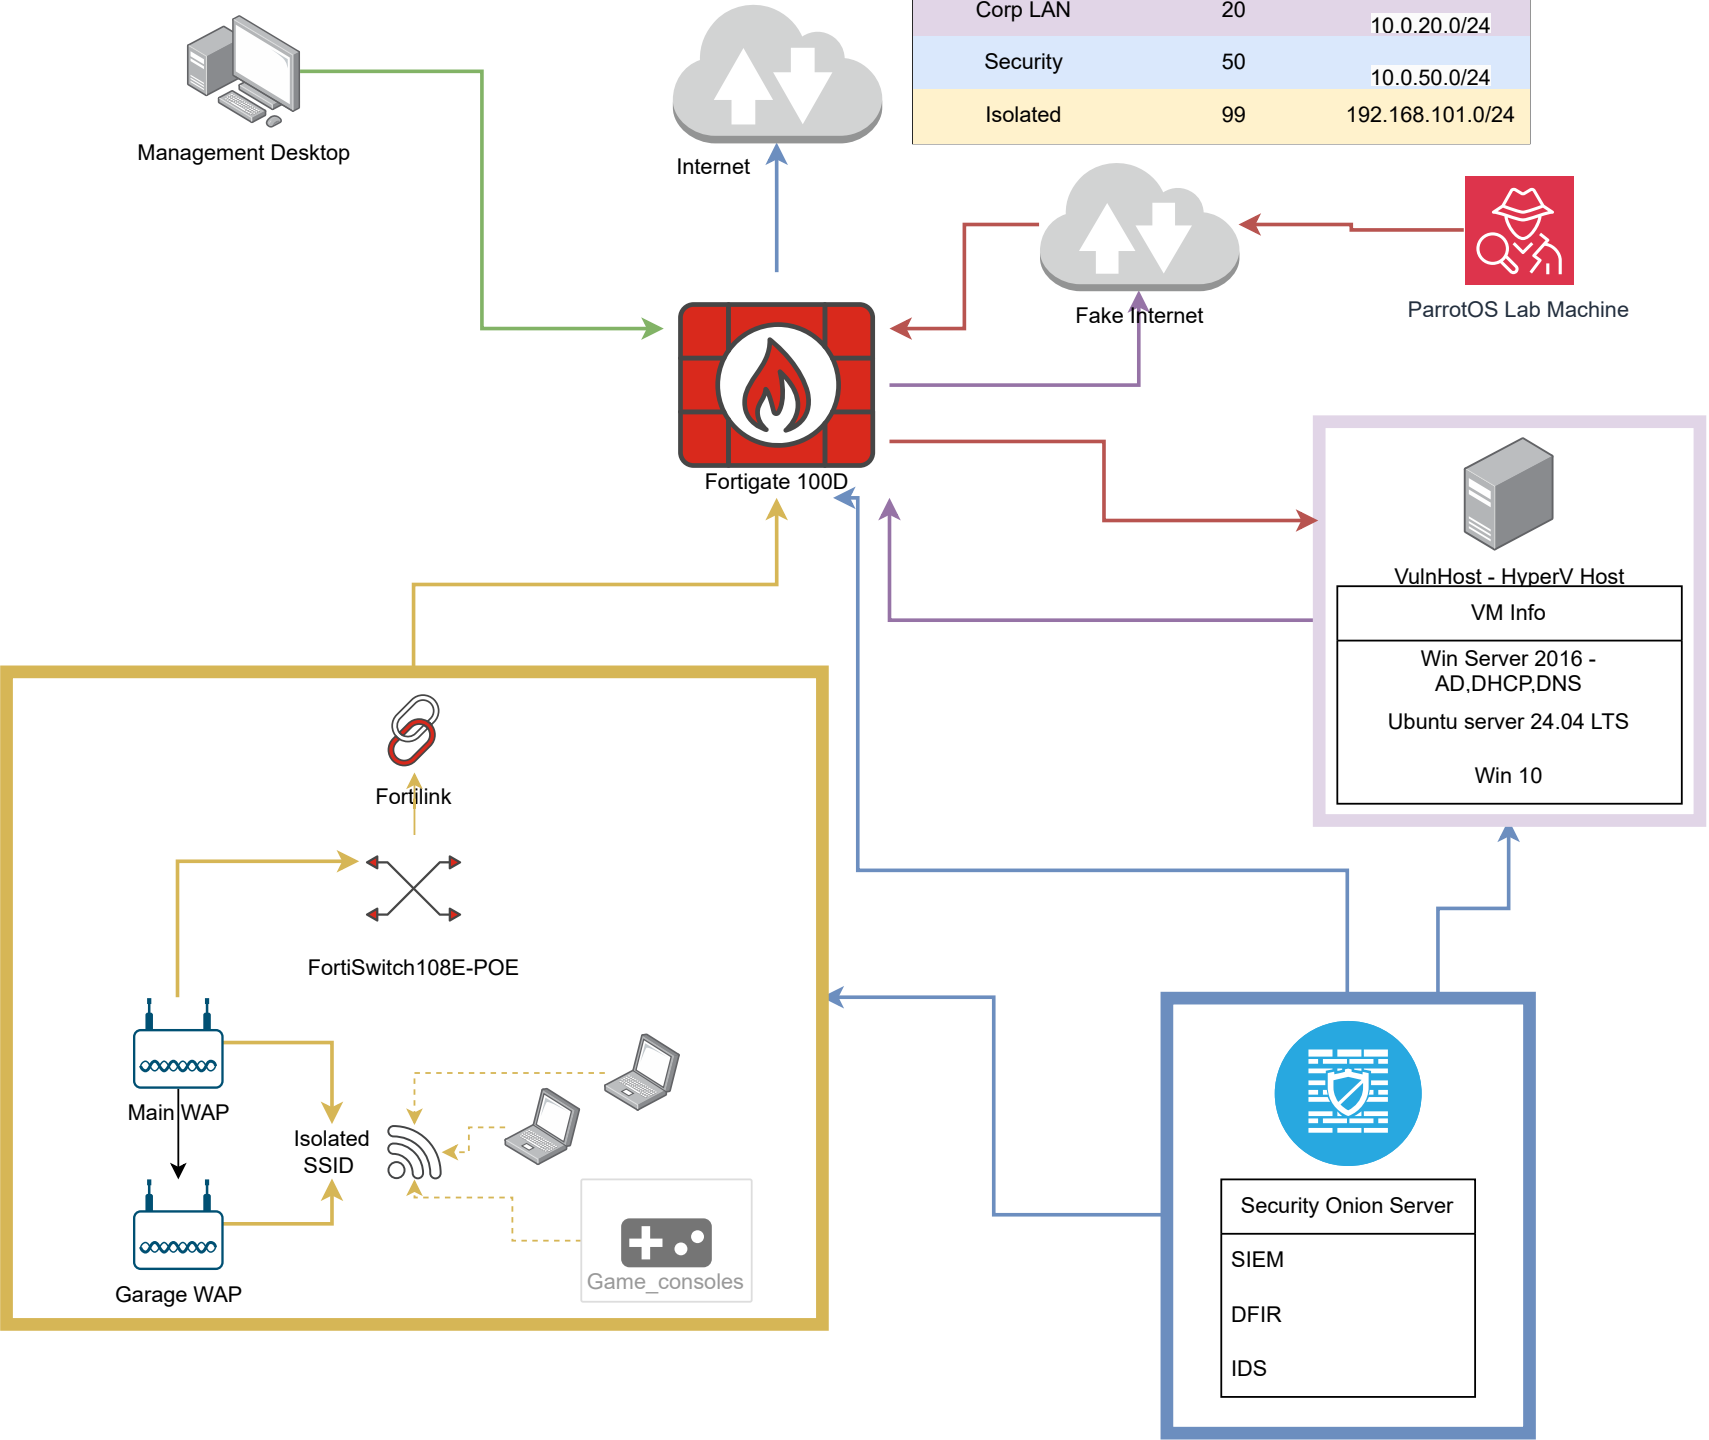 Corp LAN 20 10.0.20.0/24
Security 50 10.0.50.0/24
Isolated 99 192.168.101.0/24
Management Desktop
Internet
Fake Internet
ParrotOS Lab Machine
Fortigate 100D
VulnHost - HyperV Host
VM Info
Win Server 2016 -
AD,DHCP,DNS
Ubuntu server 24.04 LTS
Win 10
Fortilink
FortiSwitch108E-POE
Main WAP
Isolated
SSID
Garage WAP
Game_consoles
Security Onion Server
SIEM
DFIR
IDS